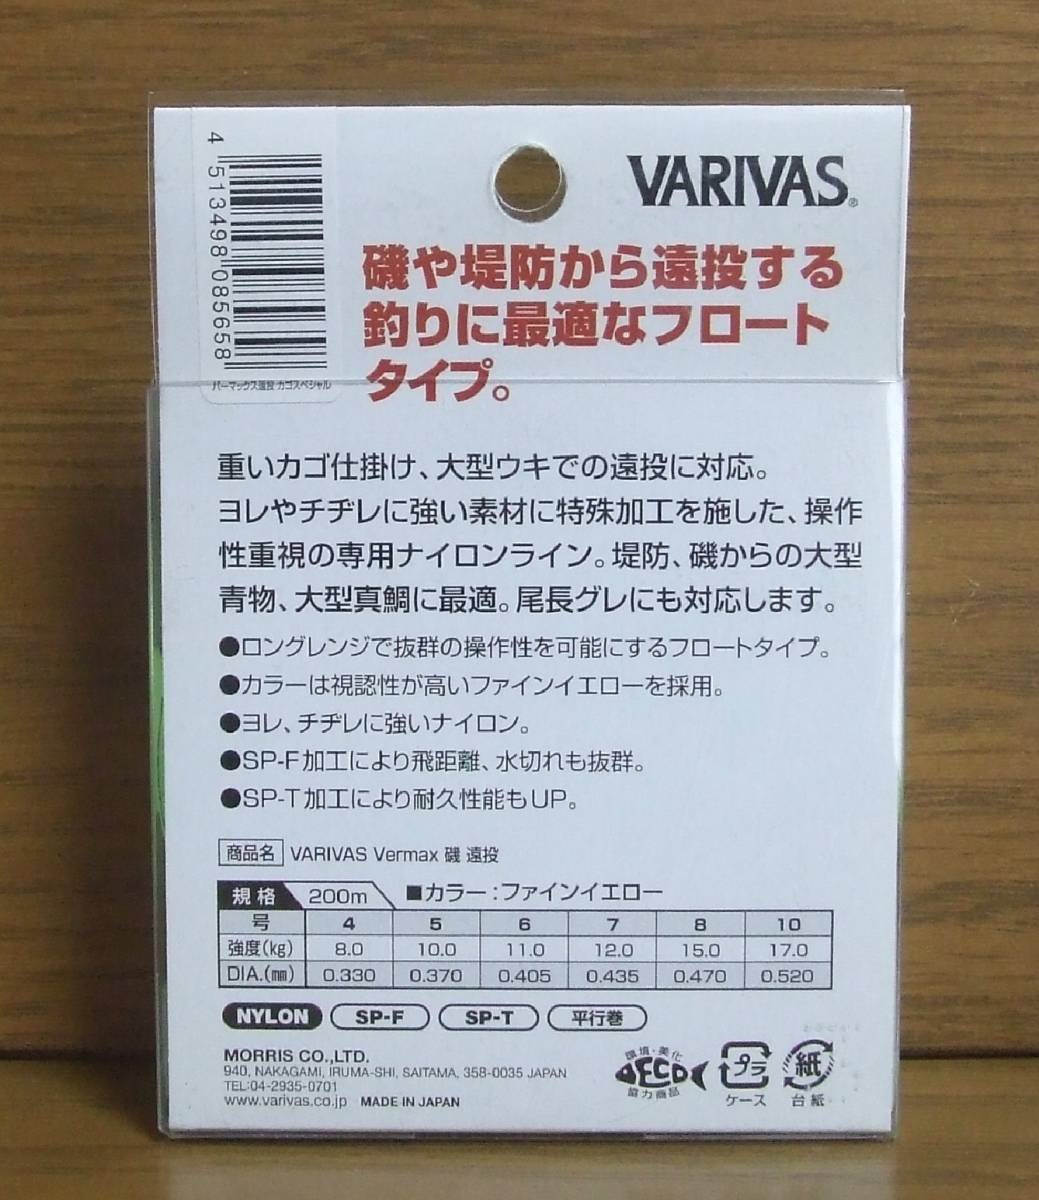 VARIVAS®
4 513498 085658
バーマックス遠投 カゴスペシャル
磯や堤防から遠投する
釣りに最適なフロート
タイプ。
重いカゴ仕掛け、大型ウキでの遠投に対応。
ヨレやチヂレに強い素材に特殊加工を施した、操作
性重視の専用ナイロンライン。堤防、磯からの大型
青物、大型真鯛に最適。尾長グレにも対応します。
●ロングレンジで抜群の操作性を可能にするフロートタイプ。
●カラーは視認性が高いファインイエローを採用。
●ヨレ、チヂレに強いナイロン。
●SP-F加工により飛距離、水切れも抜群。
●SP-T加工により耐久性能もUP。
商品名 VARIVAS Vermax 磯 遠投
規格 200m ■カラー:ファインイエロー
号 4 5 6 7 8 10
強度(kg) 8.0 10.0 11.0 12.0 15.0 17.0
DIA.(㎜) 0.330 0.370 0.405 0.435 0.470 0.520
NYLON SP-F SP-T 平行巻
MORRIS CO.,LTD.
940, NAKAGAMI, IRUMA-SHI, SAITAMA, 358-0035 JAPAN
TEL:04-2935-0701
www.varivas.co.jp MADE IN JAPAN
環境・美化
ECO
協力商品
プラ
ケース
紙
台紙